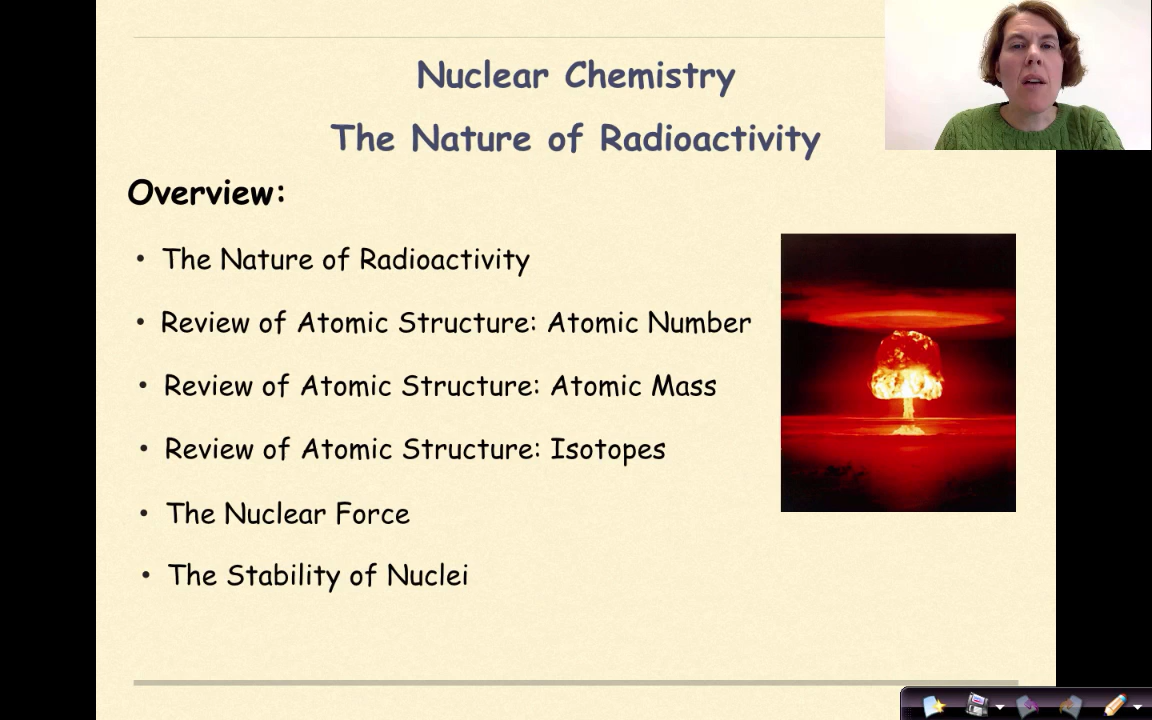 Nuclear Chemistry
The Nature of Radioactivity
Overview:
• The Nature of Radioactivity
• Review of Atomic Structure: Atomic Number
• Review of Atomic Structure: Atomic Mass
• Review of Atomic Structure: Isotopes
• The Nuclear Force
• The Stability of Nuclei